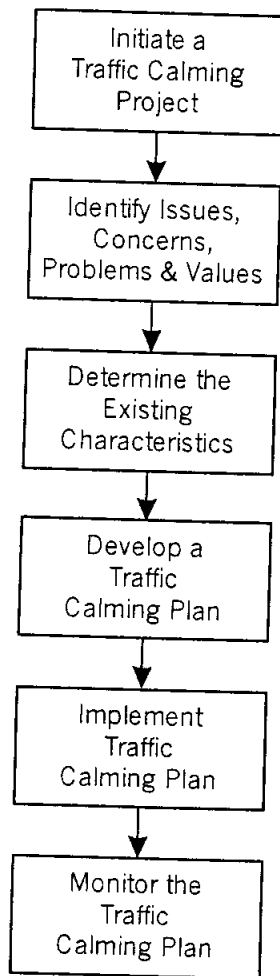 Initiate a
Traffic Calming
Project
Identify Issues,
Concerns,
Problems & Values
Determine the
Existing
Characteristics
Develop a
Traffic
Calming Plan
Implement
Traffic
Calming Plan
Monitor the
Traffic
Calming Plan